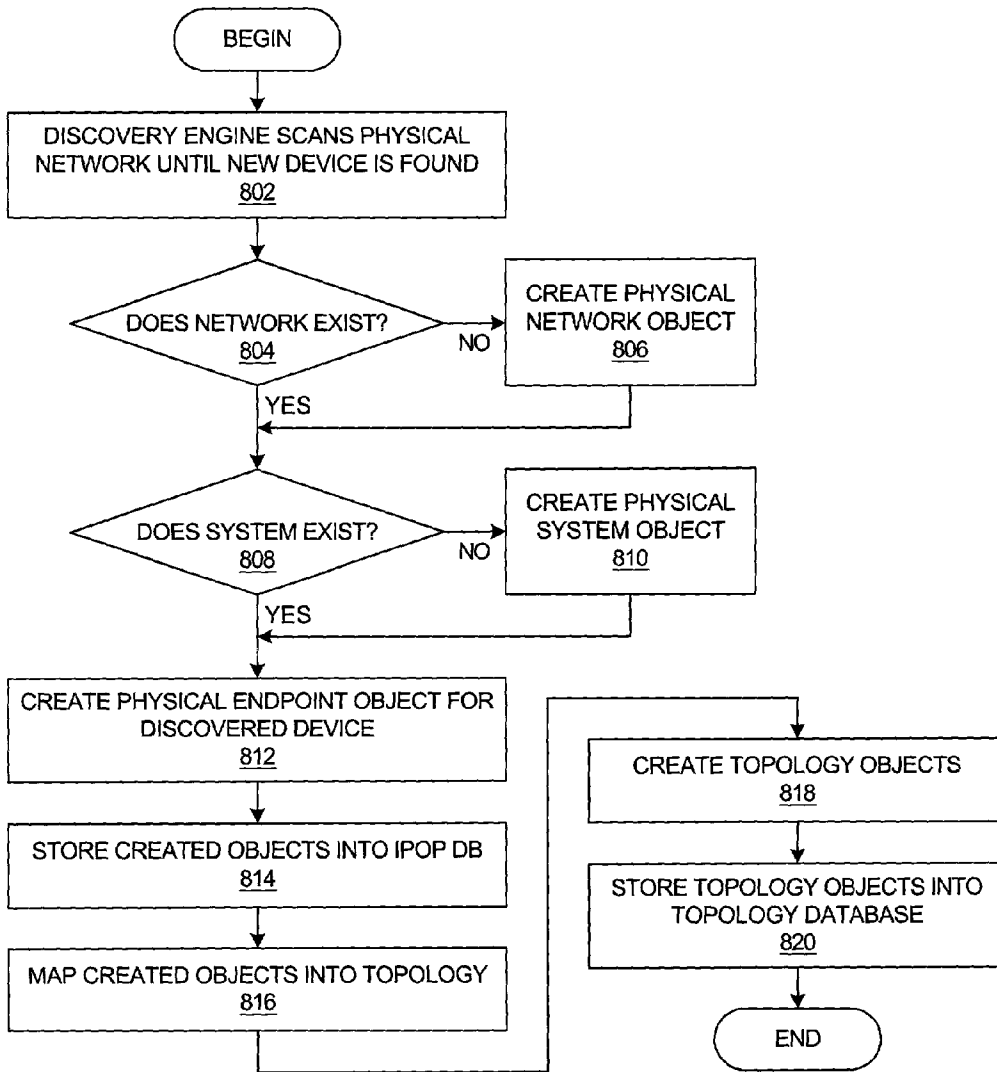 BEGIN
DISCOVERY ENGINE SCANS PHYSICAL
NETWORK UNTIL NEW DEVICE IS FOUND
802
DOES NETWORK EXIST?
804
NO
CREATE PHYSICAL
NETWORK OBJECT
806
YES
DOES SYSTEM EXIST?
808
NO
CREATE PHYSICAL
SYSTEM OBJECT
810
YES
CREATE PHYSICAL ENDPOINT OBJECT FOR
DISCOVERED DEVICE
812
STORE CREATED OBJECTS INTO IPOP DB
814
MAP CREATED OBJECTS INTO TOPOLOGY
816
CREATE TOPOLOGY OBJECTS
818
STORE TOPOLOGY OBJECTS INTO
TOPOLOGY DATABASE
820
END